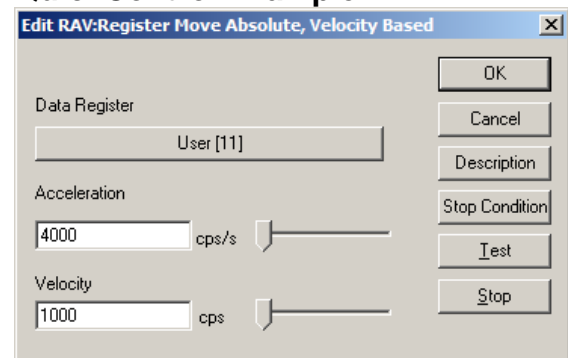 Edit RAV:Register Move Absolute, Velocity Based
OK
Data Register
User [11]
Cancel
Description
Acceleration
4000 cps/s
Stop Condition
Test
Velocity
1000 cps
Stop